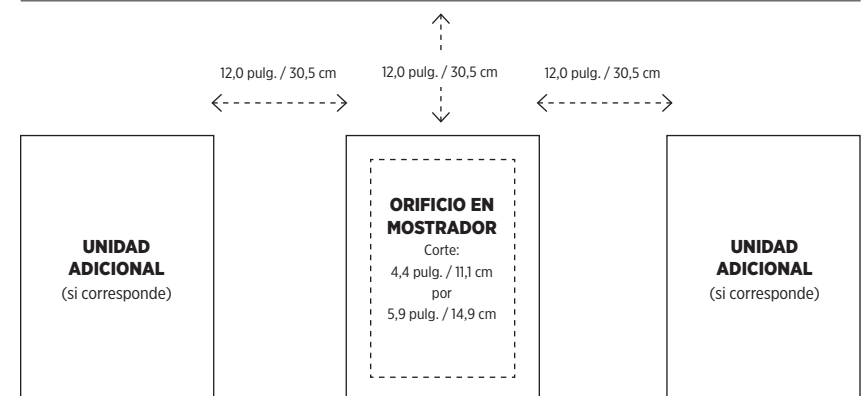 12,0 pulg. / 30,5 cm
12,0 pulg. / 30,5 cm
12,0 pulg. / 30,5 cm
UNIDAD
ADICIONAL
(si corresponde)
ORIFICIO EN
MOSTRADOR
Corte:
4,4 pulg. / 11,1 cm
por
5,9 pulg. / 14,9 cm
UNIDAD
ADICIONAL
(si corresponde)